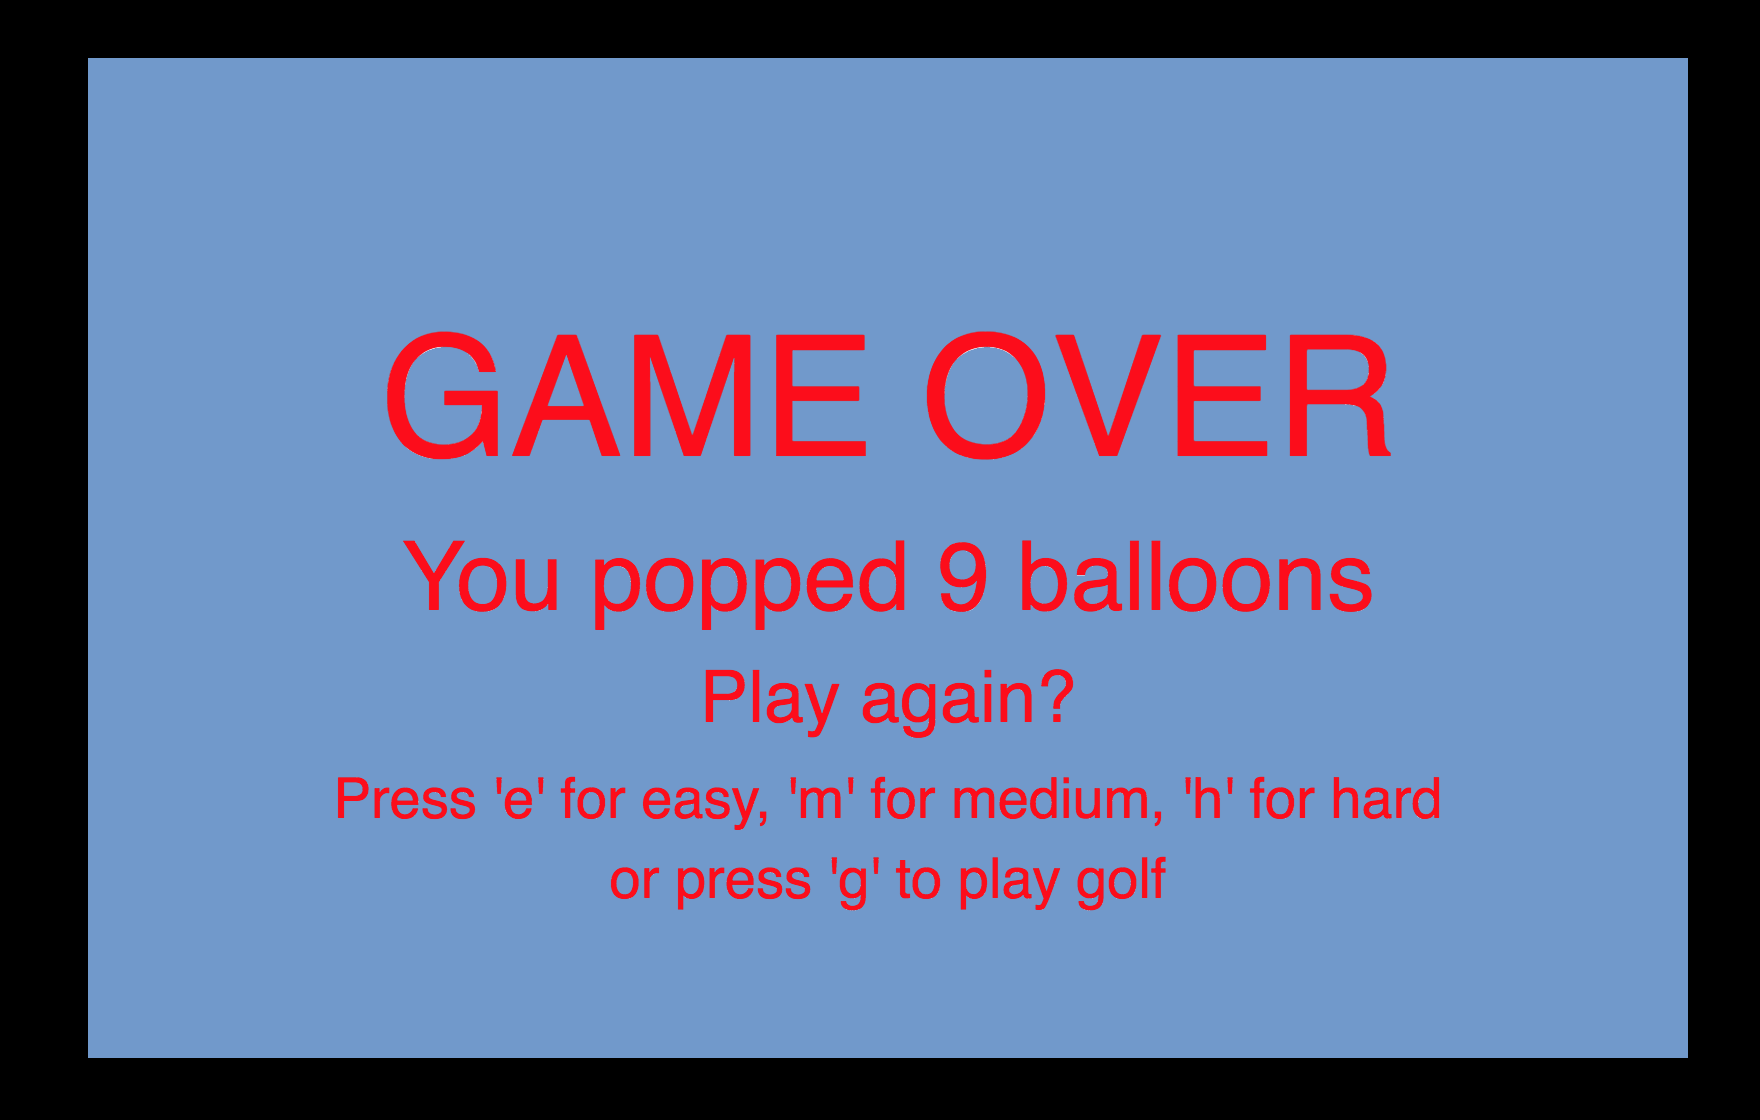 GAME OVER
You popped 9 balloons
Play again?
Press 'e' for easy, 'm' for medium, 'h' for hard
or press 'g' to play golf